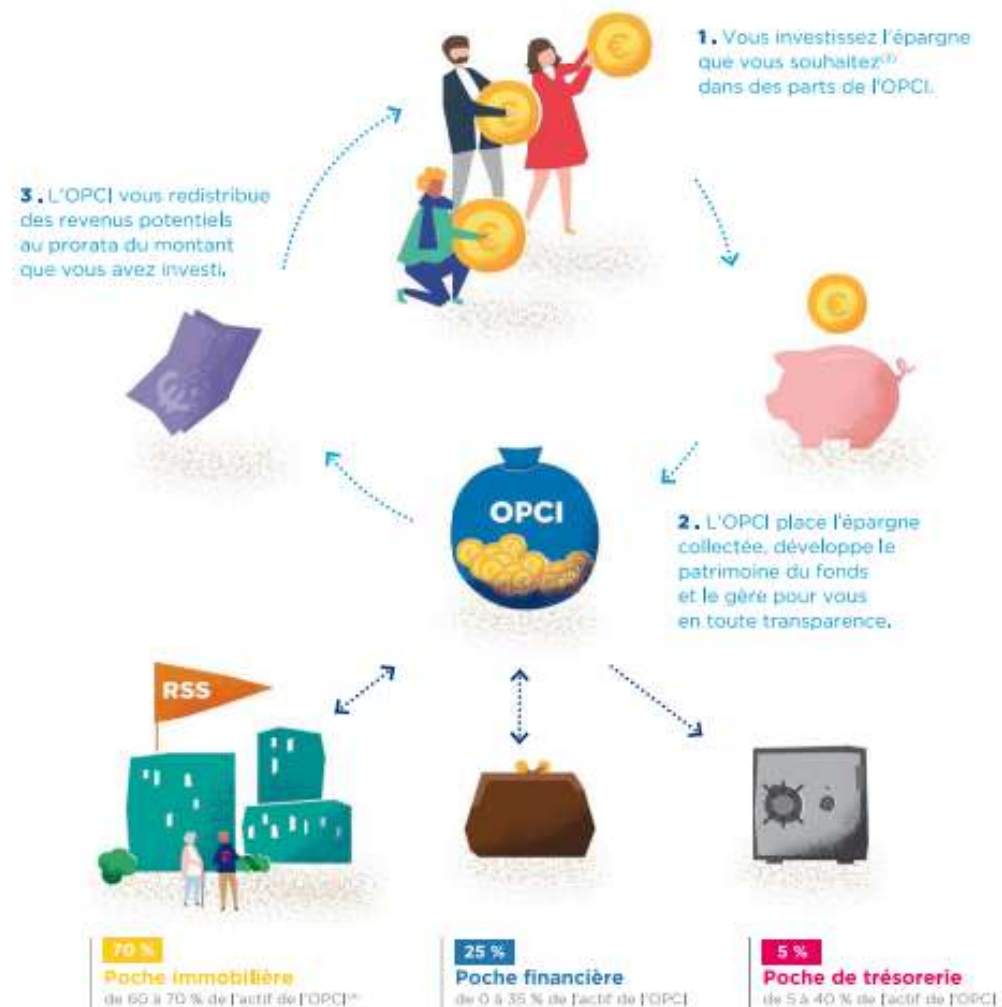 1. Vous investissez l'épargne
que vous souhaitez⁽³⁾
dans des parts de l'OPCI.
3. L'OPCI vous redistribue
des revenus potentiels
au prorata du montant
que vous avez investi.
OPCI
2. L'OPCI place l'épargne
collectée, développe le
patrimoine du fonds
et le gère pour vous
en toute transparence.
RSS
70 %
Poche immobilière
de 60 à 70 % de l'actif de l'OPCI
25 %
Poche financière
de 0 à 35 % de l'actif de l'OPCI
5 %
Poche de trésorerie
de 5 à 40 % de l'actif de l'OPCI